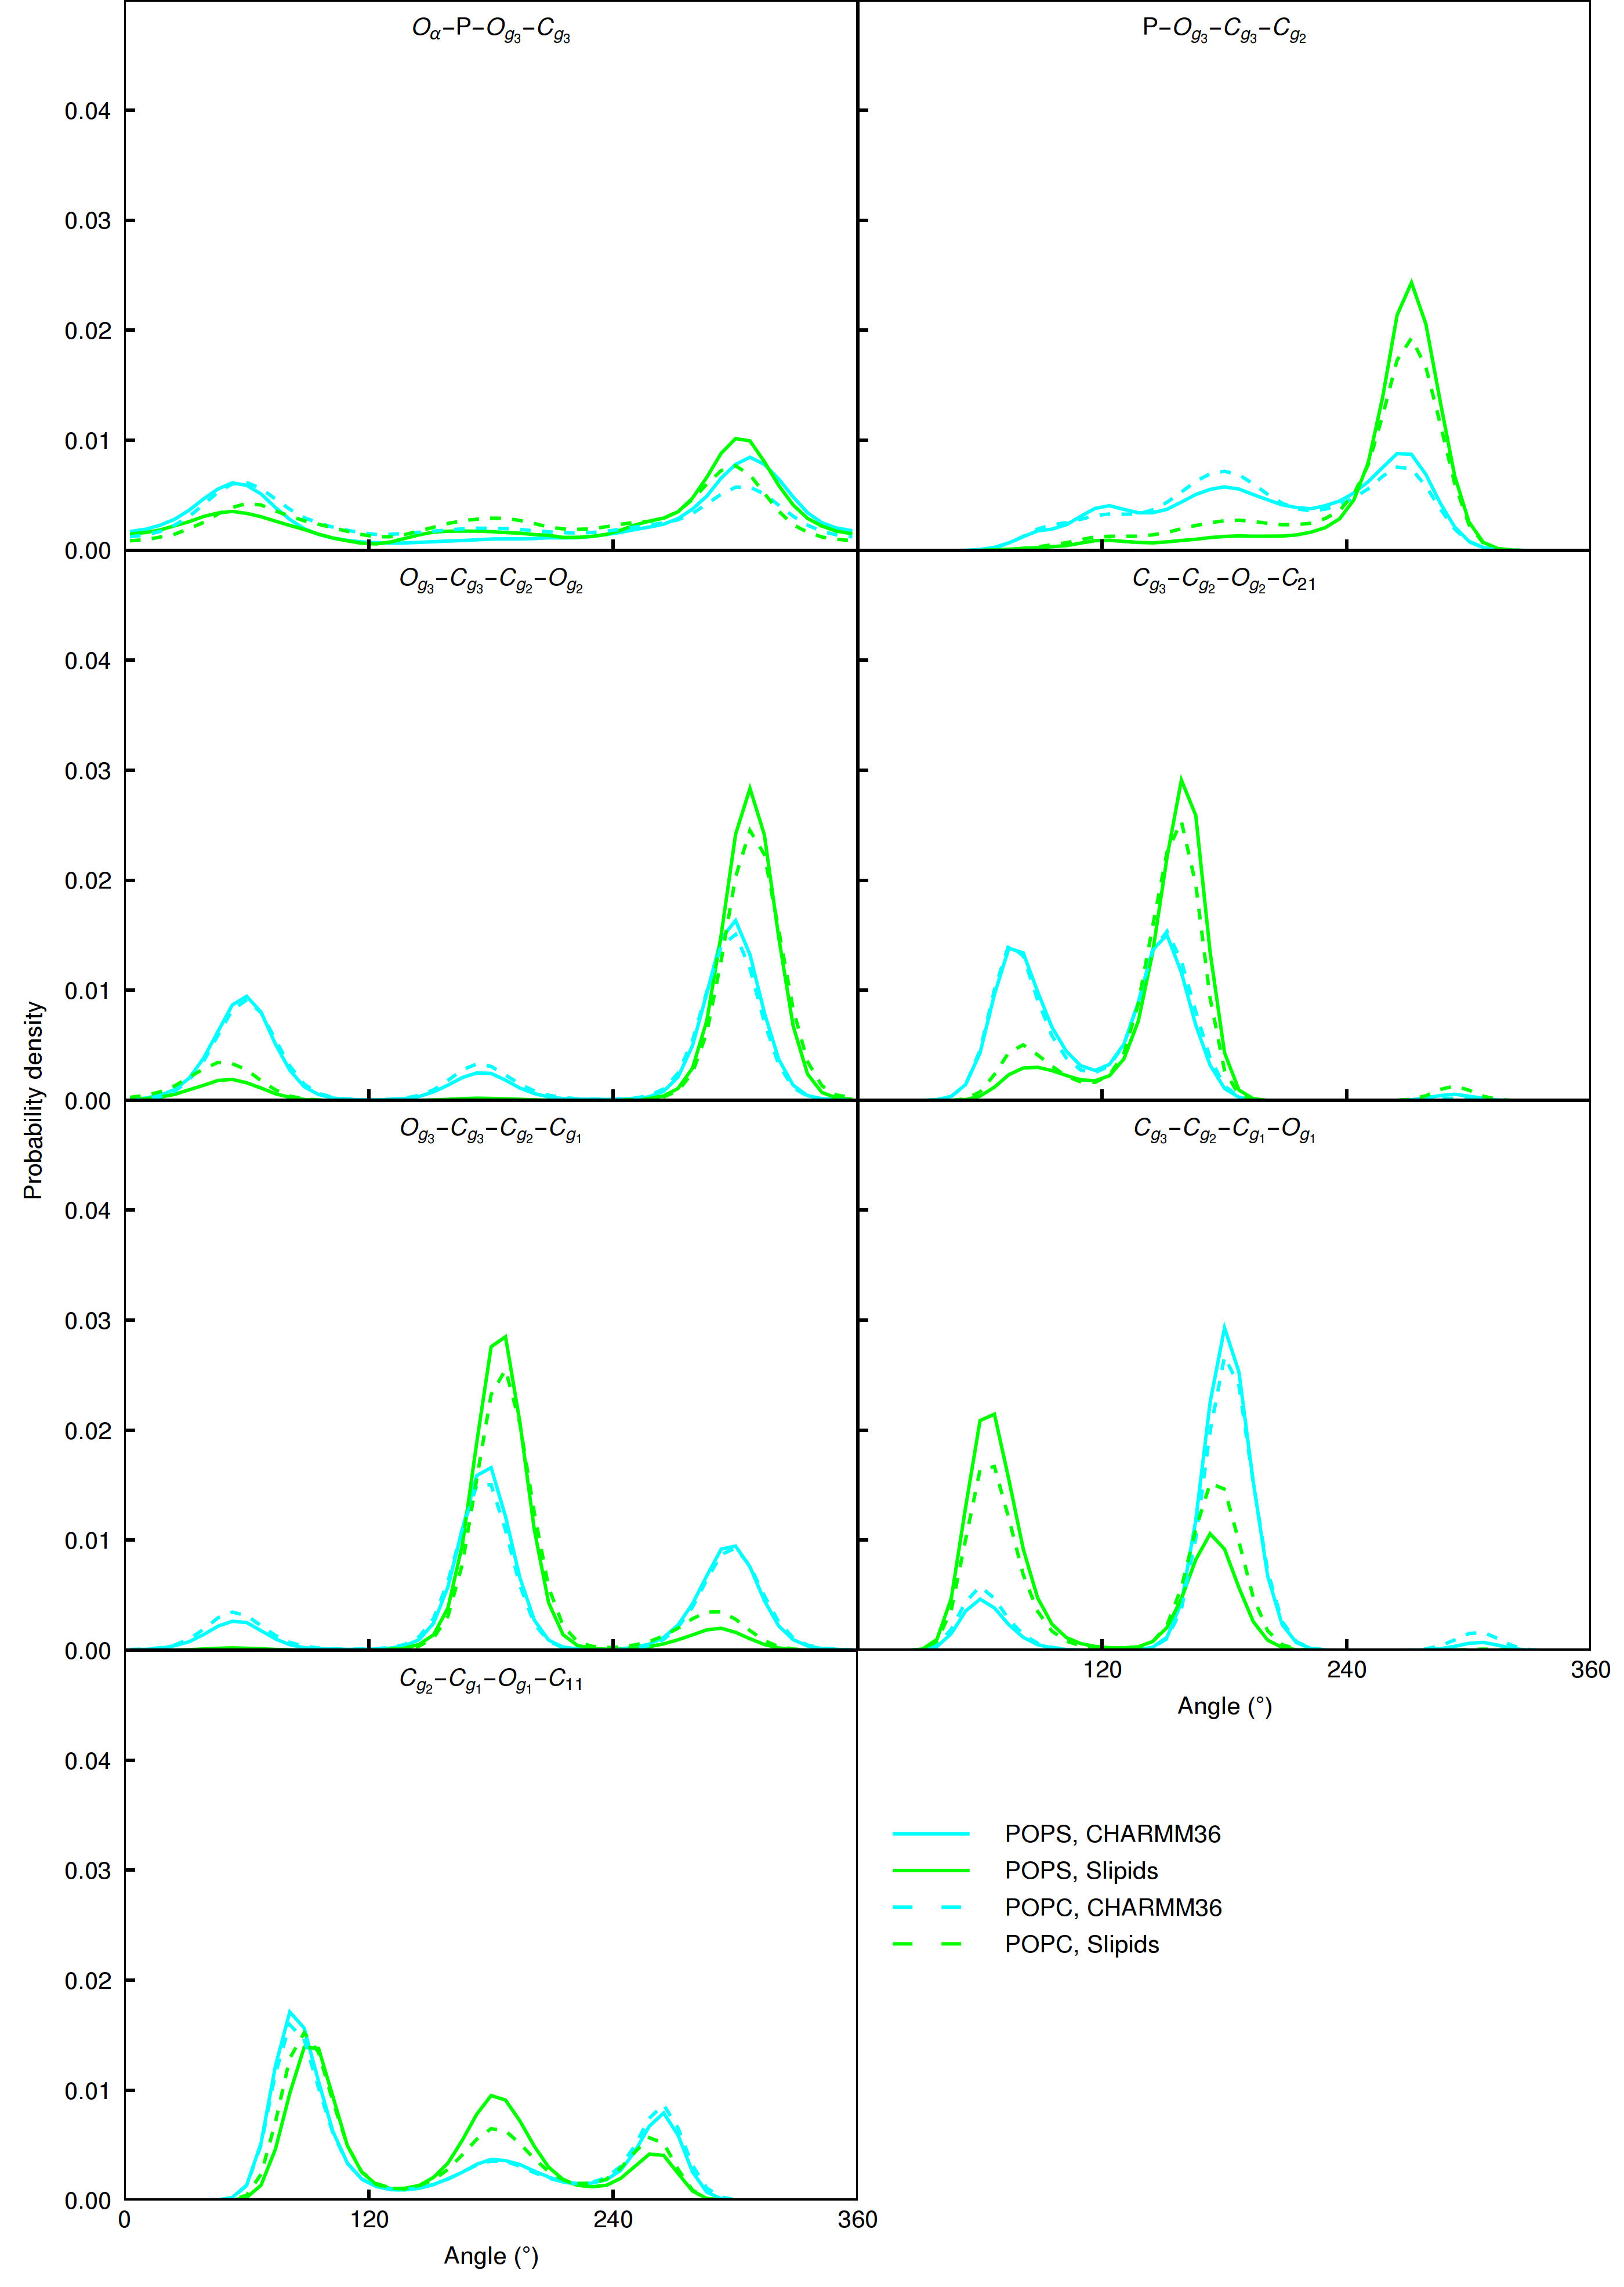 Oα–P–Og3–Cg3
P–Og3–Cg3–Cg2
0.04
0.03
0.02
0.01
0.00
Og3–Cg3–Cg2–Og2
Cg3–Cg2–Og2–C21
0.04
0.03
0.02
0.01
0.00
Probability density
Og3–Cg3–Cg2–Cg1
Cg3–Cg2–Cg1–Og1
0.04
0.03
0.02
0.01
0.00
120
240
360
Angle (°)
Cg2–Cg1–Og1–C11
0.04
0.03
0.02
0.01
0.00
0
120
240
360
Angle (°)
POPS, CHARMM36
POPS, Slipids
POPC, CHARMM36
POPC, Slipids